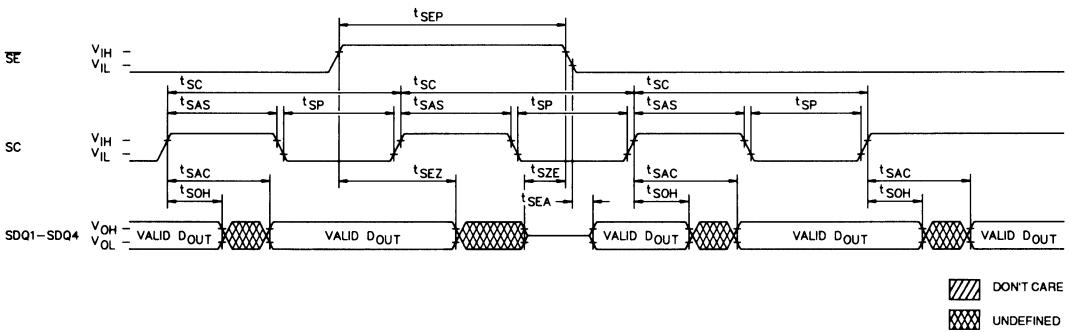 tSEP
SE
VIH
VIL
tSC tSC tSC
tSAS tSP tSAS tSP tSAS tSP
SC
VIH
VIL
tSAC tSEZ tSZE tSAC tSAC
tSOH tSEA tSOH tSOH
SDQ1-SDQ4
VOH
VOL
VALID DOUT VALID DOUT VALID DOUT VALID DOUT VALID DOUT
DON'T CARE
UNDEFINED